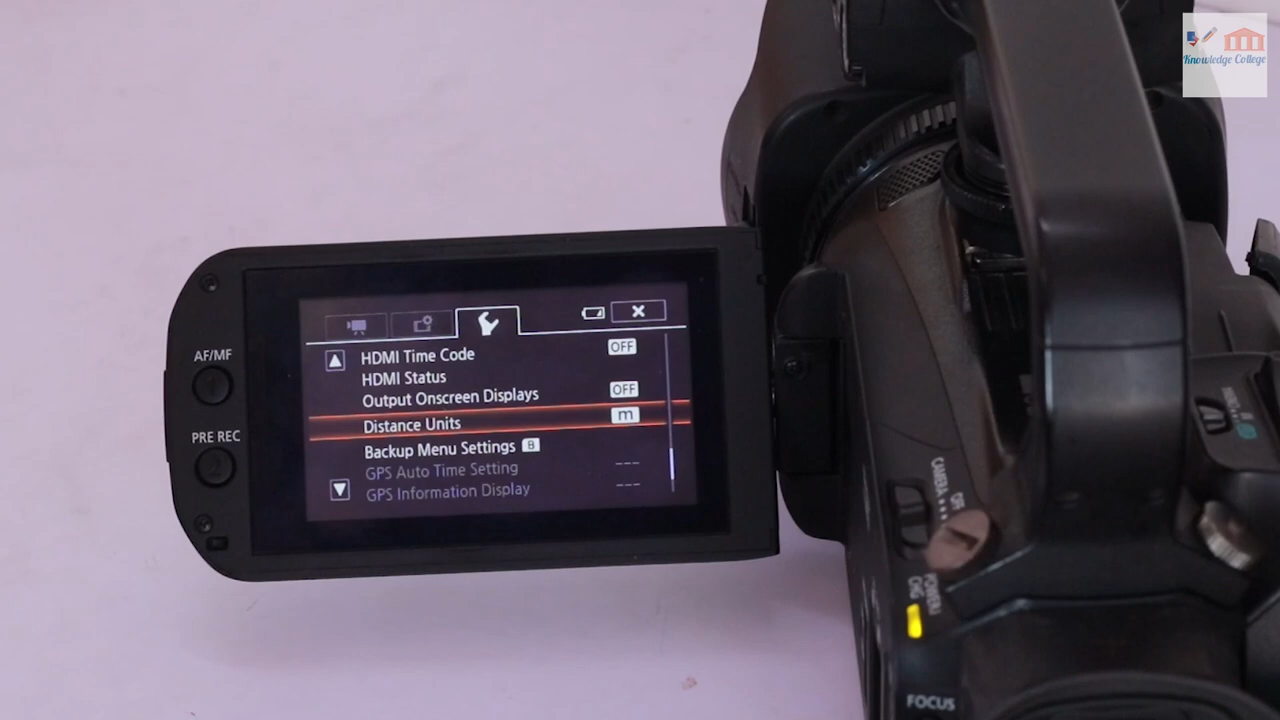 Knowledge College
AF/MF
PRE REC
HDMI Time Code OFF
HDMI Status
Output Onscreen Displays OFF
Distance Units m
Backup Menu Settings B
GPS Auto Time Setting ---
GPS Information Display ---
CAMERA
OFF
POWER/
CHG
FOCUS